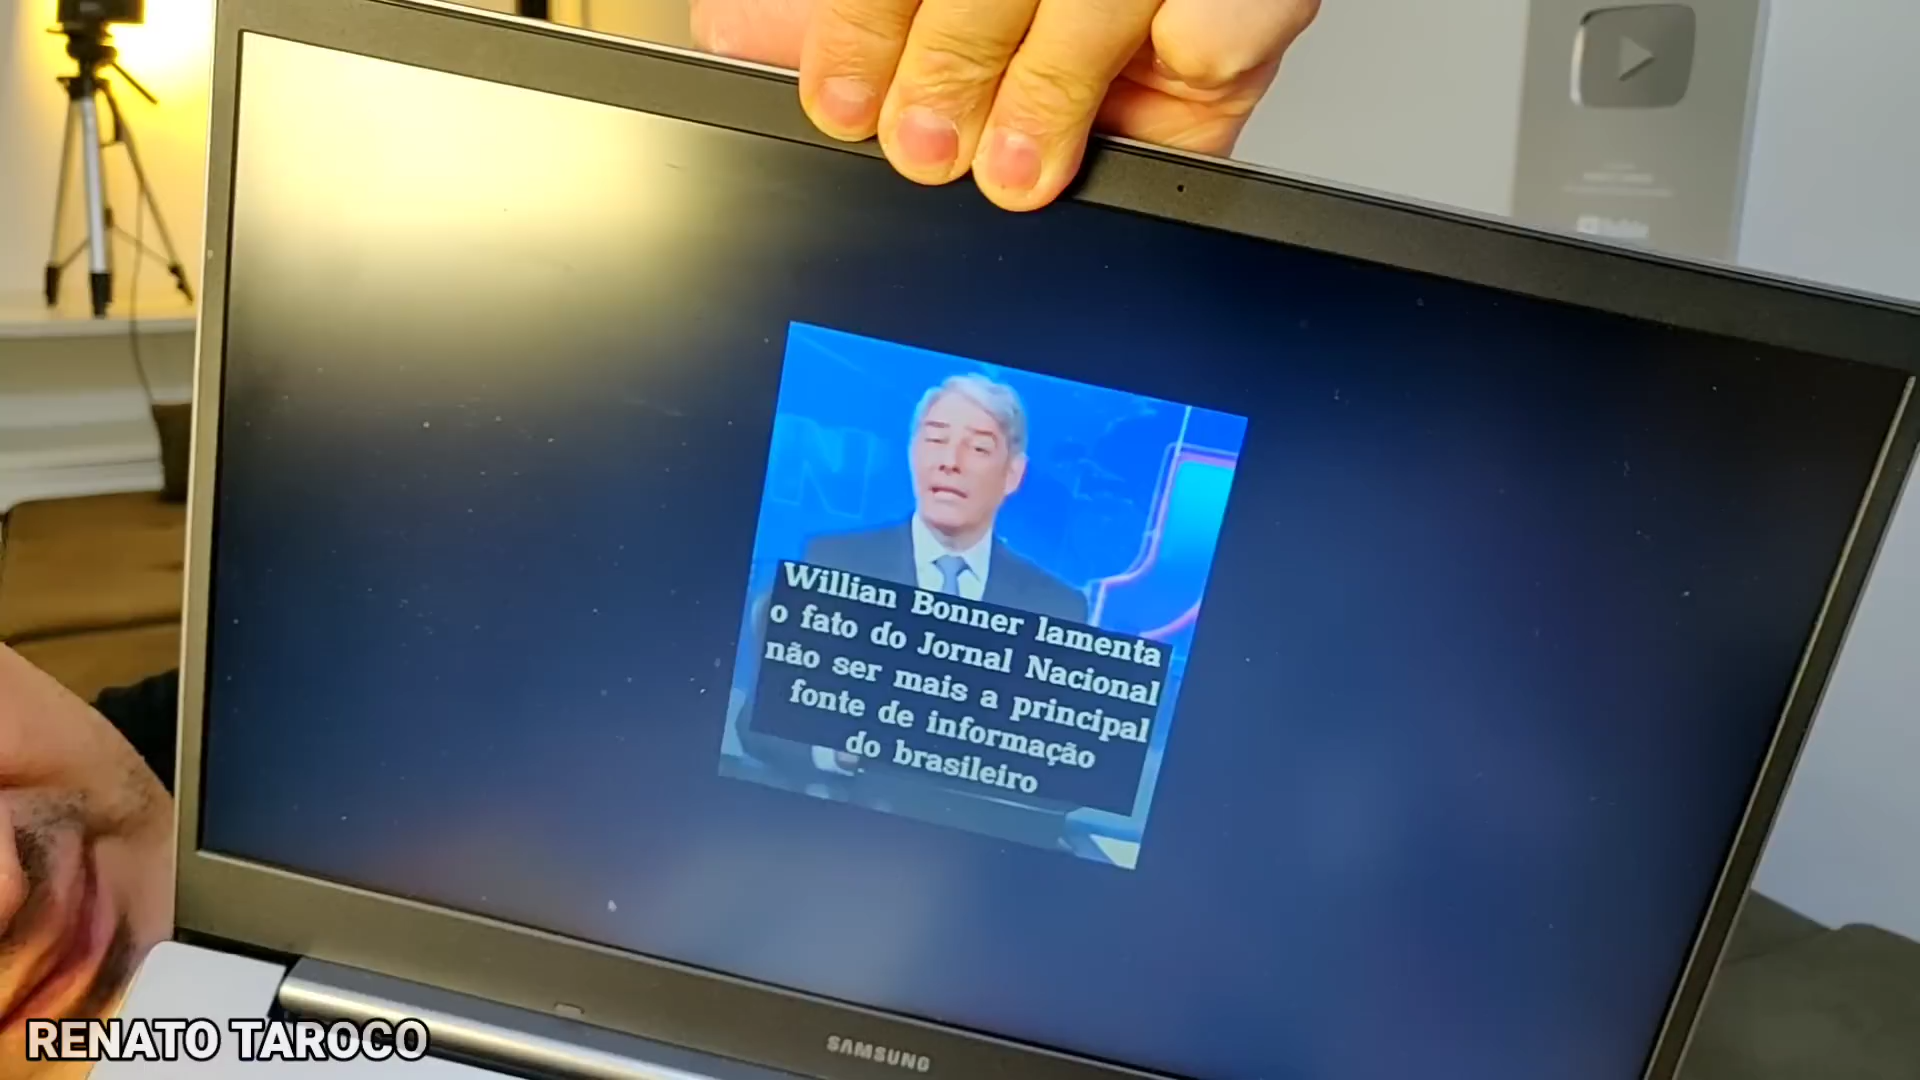 Willian Bonner lamenta
o fato do Jornal Nacional
não ser mais a principal
fonte de informação
do brasileiro
SAMSUNG
RENATO TAROCO